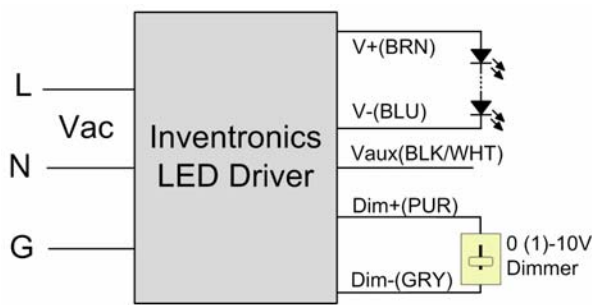 L
Vac
N
G
Inventronics
LED Driver
V+(BRN)
V-(BLU)
Vaux(BLK/WHT)
Dim+(PUR)
Dim-(GRY)
0 (1)-10V
Dimmer